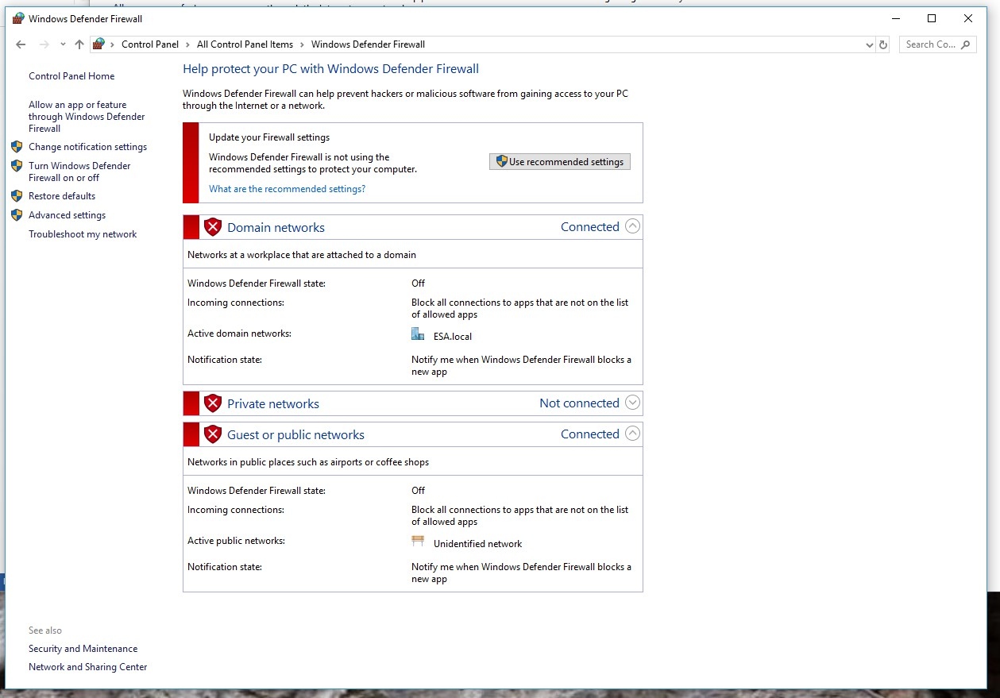 Windows Defender Firewall
Control Panel > All Control Panel Items > Windows Defender Firewall
Search Co...
Control Panel Home
Allow an app or feature
through Windows Defender
Firewall
Change notification settings
Turn Windows Defender
Firewall on or off
Restore defaults
Advanced settings
Troubleshoot my network
Help protect your PC with Windows Defender Firewall
Windows Defender Firewall can help prevent hackers or malicious software from gaining access to your PC
through the Internet or a network.
Update your Firewall settings
Windows Defender Firewall is not using the
recommended settings to protect your computer.
Use recommended settings
What are the recommended settings?
Domain networks Connected
Networks at a workplace that are attached to a domain
Windows Defender Firewall state: Off
Incoming connections: Block all connections to apps that are not on the list
of allowed apps
Active domain networks: ESA.local
Notification state: Notify me when Windows Defender Firewall blocks a
new app
Private networks Not connected
Guest or public networks Connected
Networks in public places such as airports or coffee shops
Windows Defender Firewall state: Off
Incoming connections: Block all connections to apps that are not on the list
of allowed apps
Active public networks: Unidentified network
Notification state: Notify me when Windows Defender Firewall blocks a
new app
See also
Security and Maintenance
Network and Sharing Center